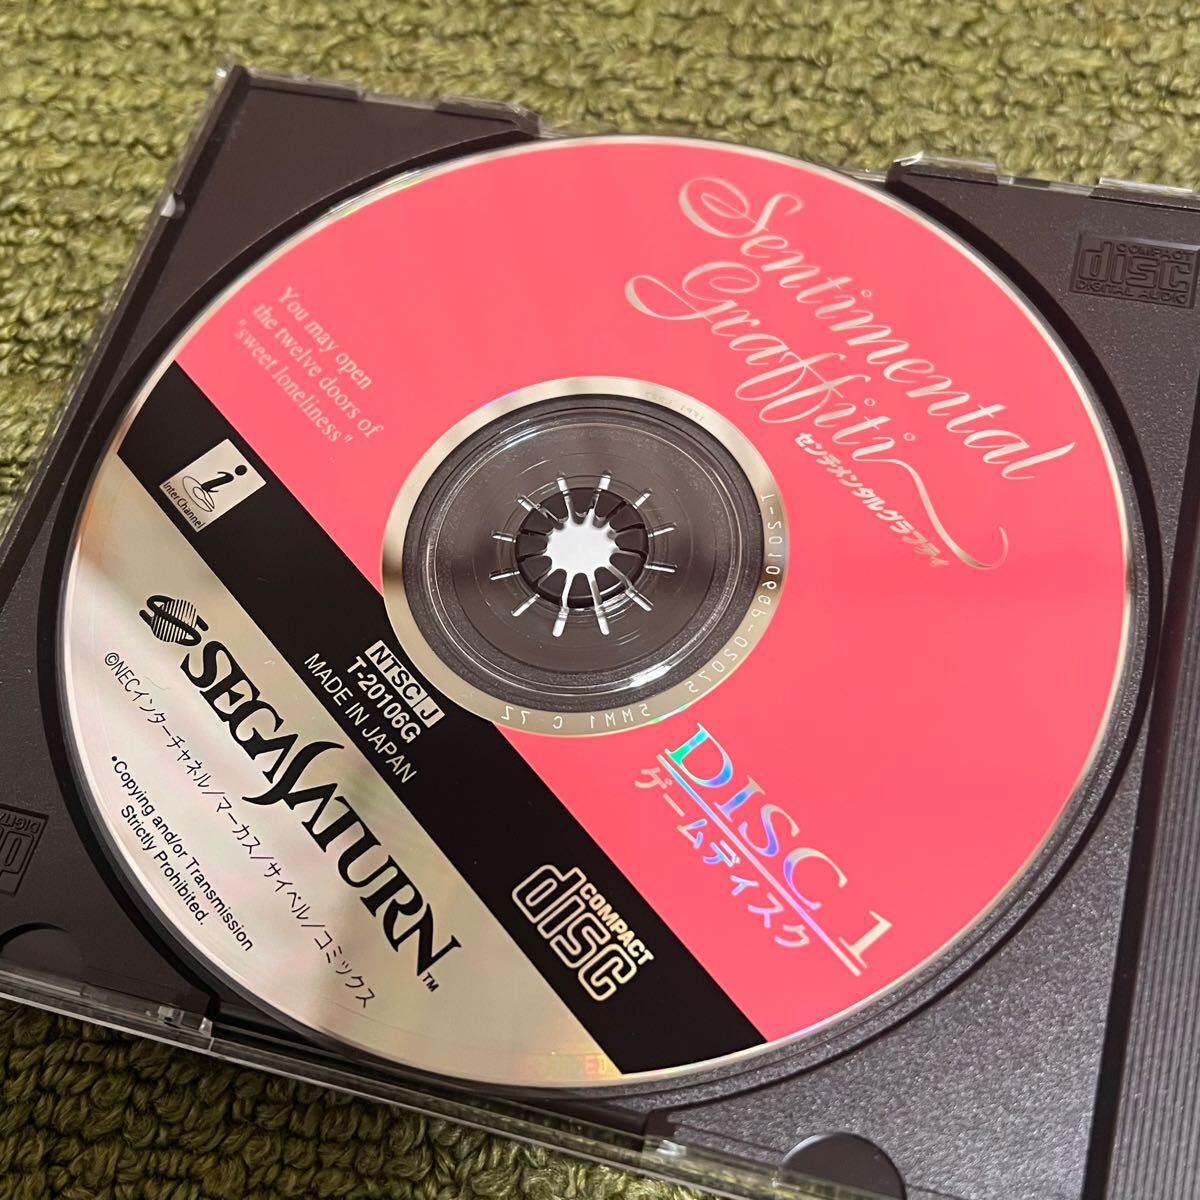 Sentimental
Graffiti
センチメンタルグラフティ
You may open
the twelve doors of
"sweet loneliness"
i
InterChannel
COMPACT
disc
DIGITAL AUDIO
T-20106G
DISC 1
ゲームディスク
NTSC J
T-20106G
MADE IN JAPAN
SEGA SATURN™
©NECインターチャネル/マーカス/サイベル/コミックス
•Copying and/or Transmission
Strictly Prohibited.
COMPACT
disc